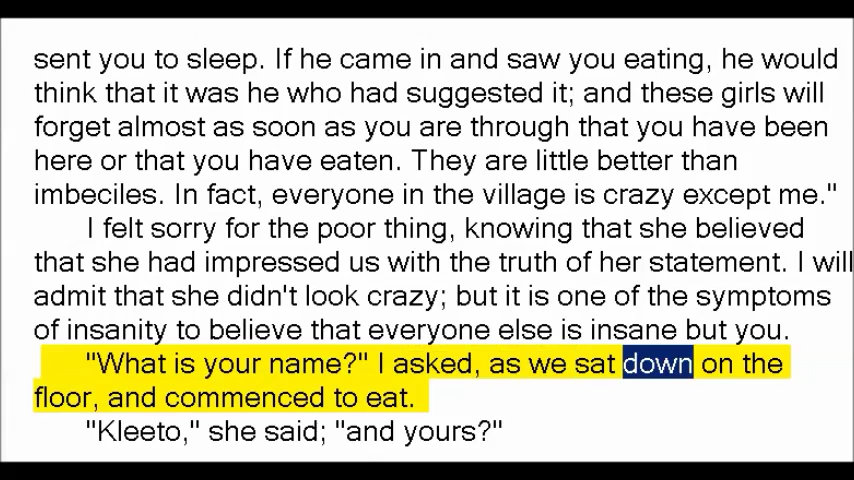 sent you to sleep. If he came in and saw you eating, he would
think that it was he who had suggested it; and these girls will
forget almost as soon as you are through that you have been
here or that you have eaten. They are little better than
imbeciles. In fact, everyone in the village is crazy except me."
I felt sorry for the poor thing, knowing that she believed
that she had impressed us with the truth of her statement. I will
admit that she didn't look crazy; but it is one of the symptoms
of insanity to believe that everyone else is insane but you.
"What is your name?" I asked, as we sat down on the
floor, and commenced to eat.
"Kleeto," she said; "and yours?"